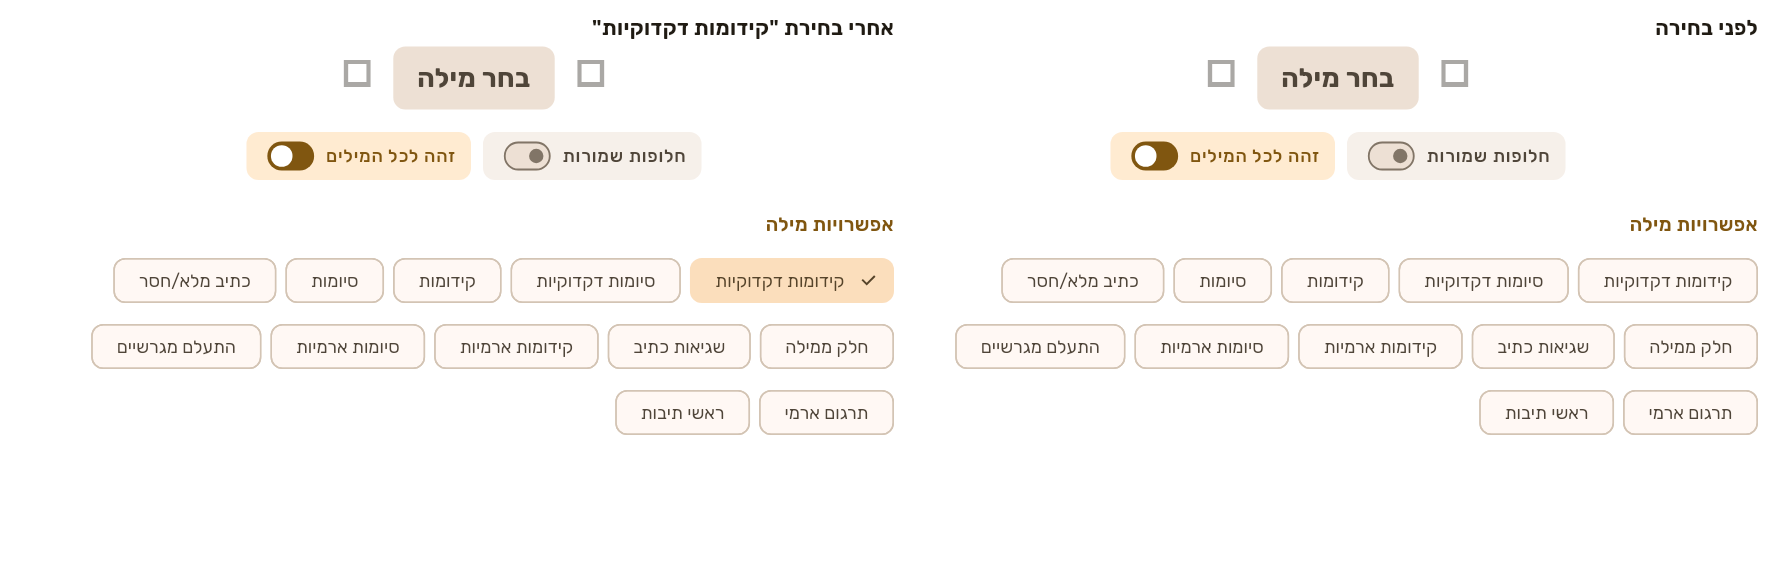 לפני בחירה
בחר מילה
חלופות שמורות
זהה לכל המילים
אפשרויות מילה
קידומות דקדוקיות
סיומות דקדוקיות
קידומות
סיומות
כתיב מלא/חסר
חלק ממילה
שגיאות כתיב
קידומות ארמיות
סיומות ארמיות
התעלם מגרשיים
תרגום ארמי
ראשי תיבות
אחרי בחירת "קידומות דקדוקיות"
בחר מילה
חלופות שמורות
זהה לכל המילים
אפשרויות מילה
קידומות דקדוקיות
סיומות דקדוקיות
קידומות
סיומות
כתיב מלא/חסר
חלק ממילה
שגיאות כתיב
קידומות ארמיות
סיומות ארמיות
התעלם מגרשיים
תרגום ארמי
ראשי תיבות